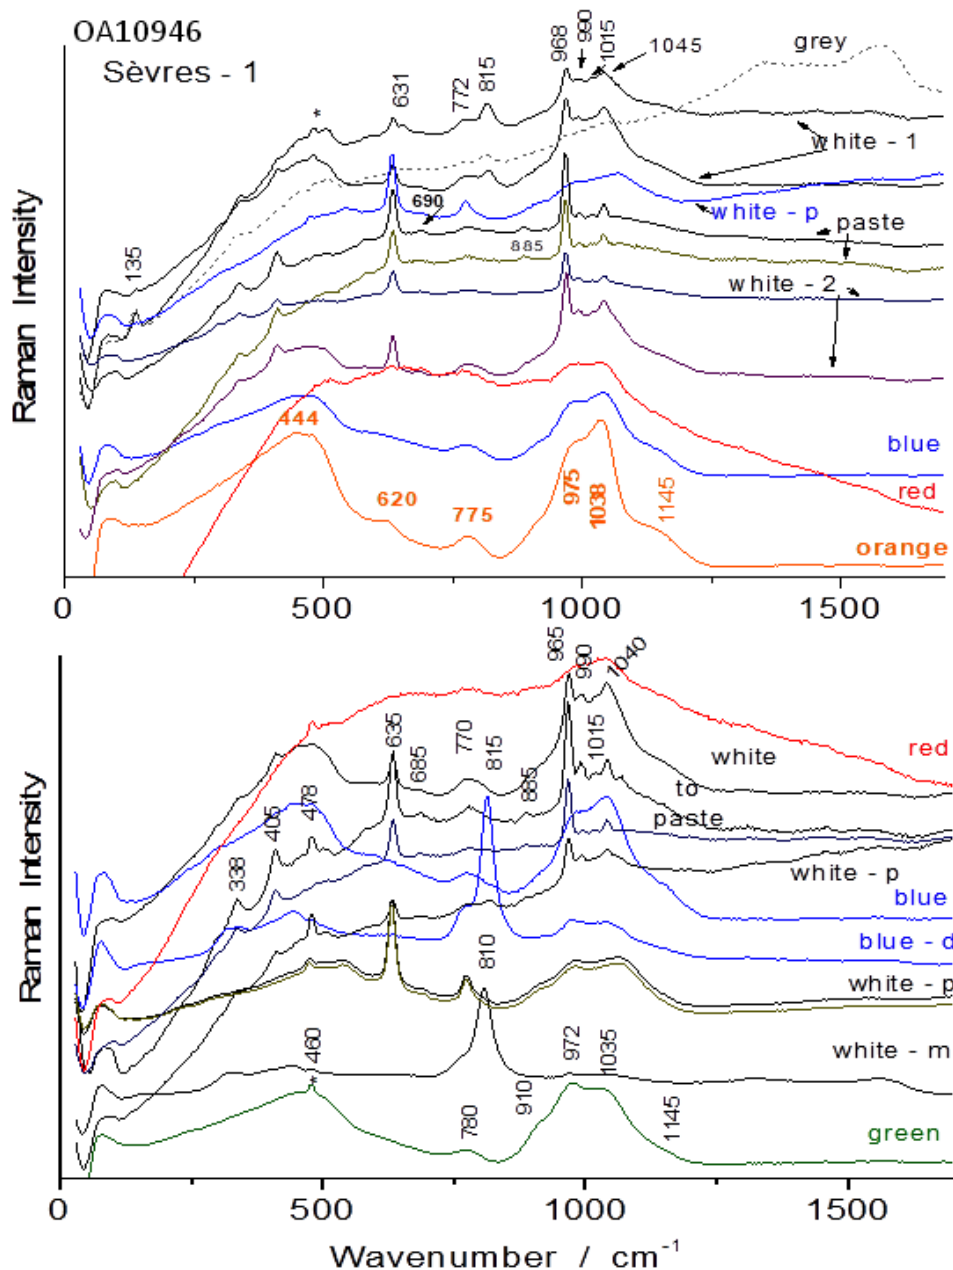 OA10946
Sèvres - 1
Raman Intensity
135
*
631
690
772
815
885
968
990
1015
1045
grey
white - 1
white - p
paste
white - 2
blue
red
orange
444
620
775
975
1038
1145
0 500 1000 1500
Raman Intensity
338
405
478
635
685
770
815
885
965
990
1015
1040
red
white
to
paste
white - p
blue
blue - d
white - p
white - m
green
810
460
*
780
910
972
1035
1145
0 500 1000 1500
Wavenumber / cm⁻¹